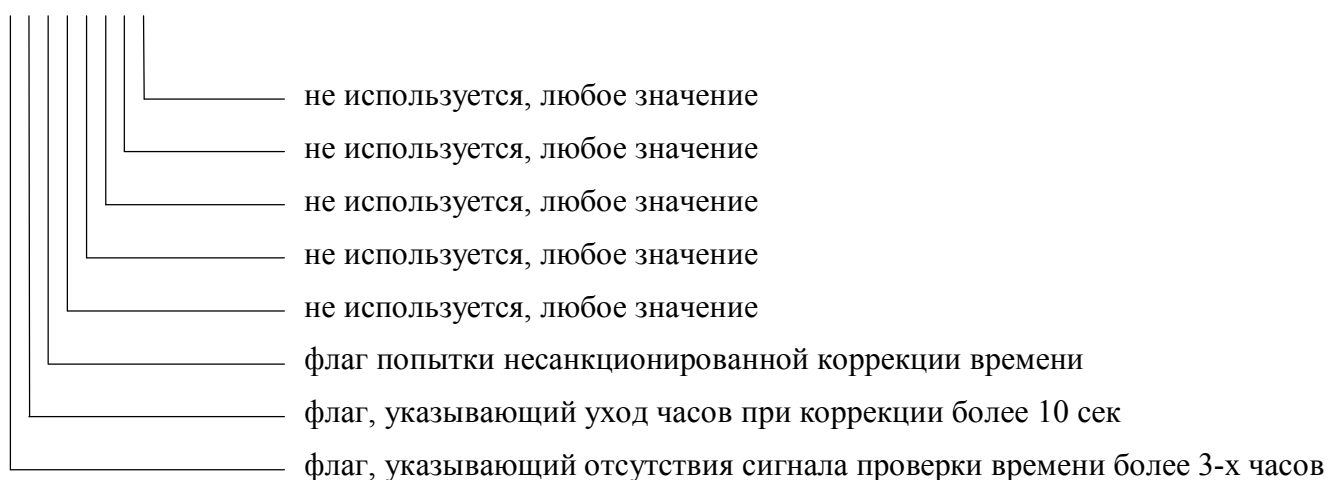 не используется, любое значение
не используется, любое значение
не используется, любое значение
не используется, любое значение
не используется, любое значение
флаг попытки несанкционированной коррекции времени
флаг, указывающий уход часов при коррекции более 10 сек
флаг, указывающий отсутствия сигнала проверки времени более 3-х часов